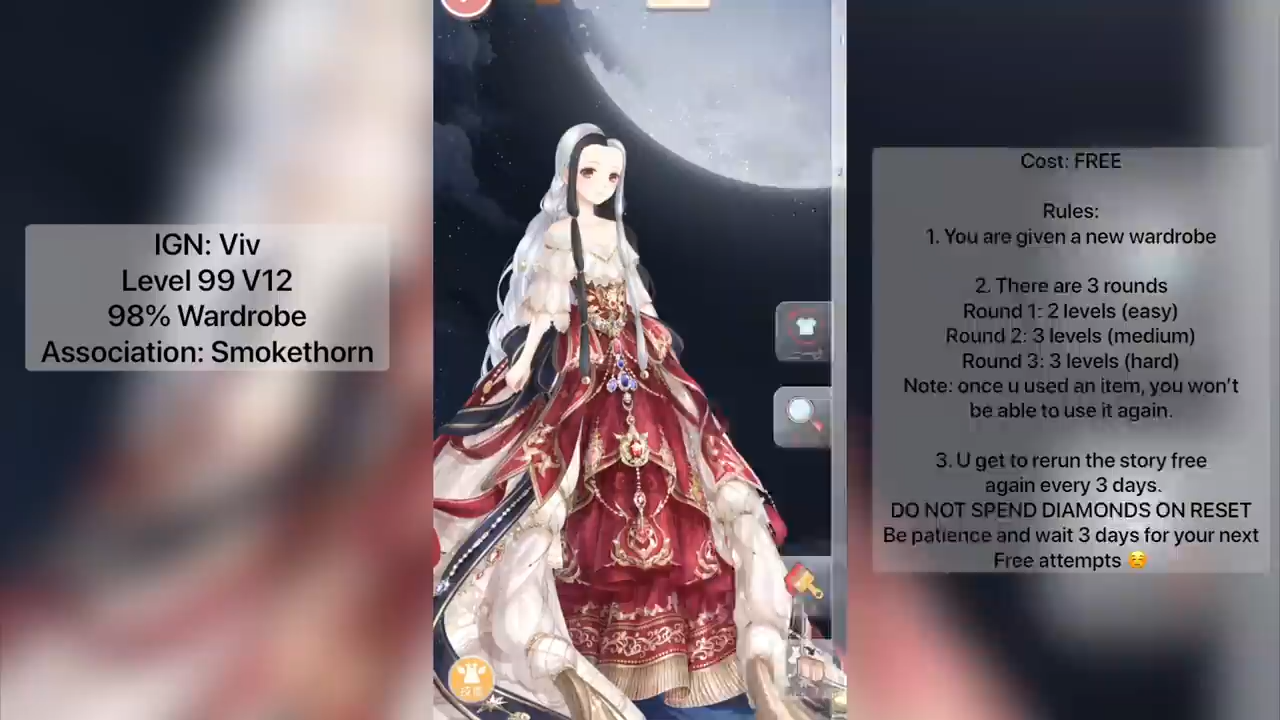 IGN: Viv
Level 99 V12
98% Wardrobe
Association: Smokethorn
Cost: FREE
Rules:
1. You are given a new wardrobe
2. There are 3 rounds
Round 1: 2 levels (easy)
Round 2: 3 levels (medium)
Round 3: 3 levels (hard)
Note: once u used an item, you won't
be able to use it again.
3. U get to rerun the story free
again every 3 days.
DO NOT SPEND DIAMONDS ON RESET
Be patience and wait 3 days for your next
Free attempts ☺️